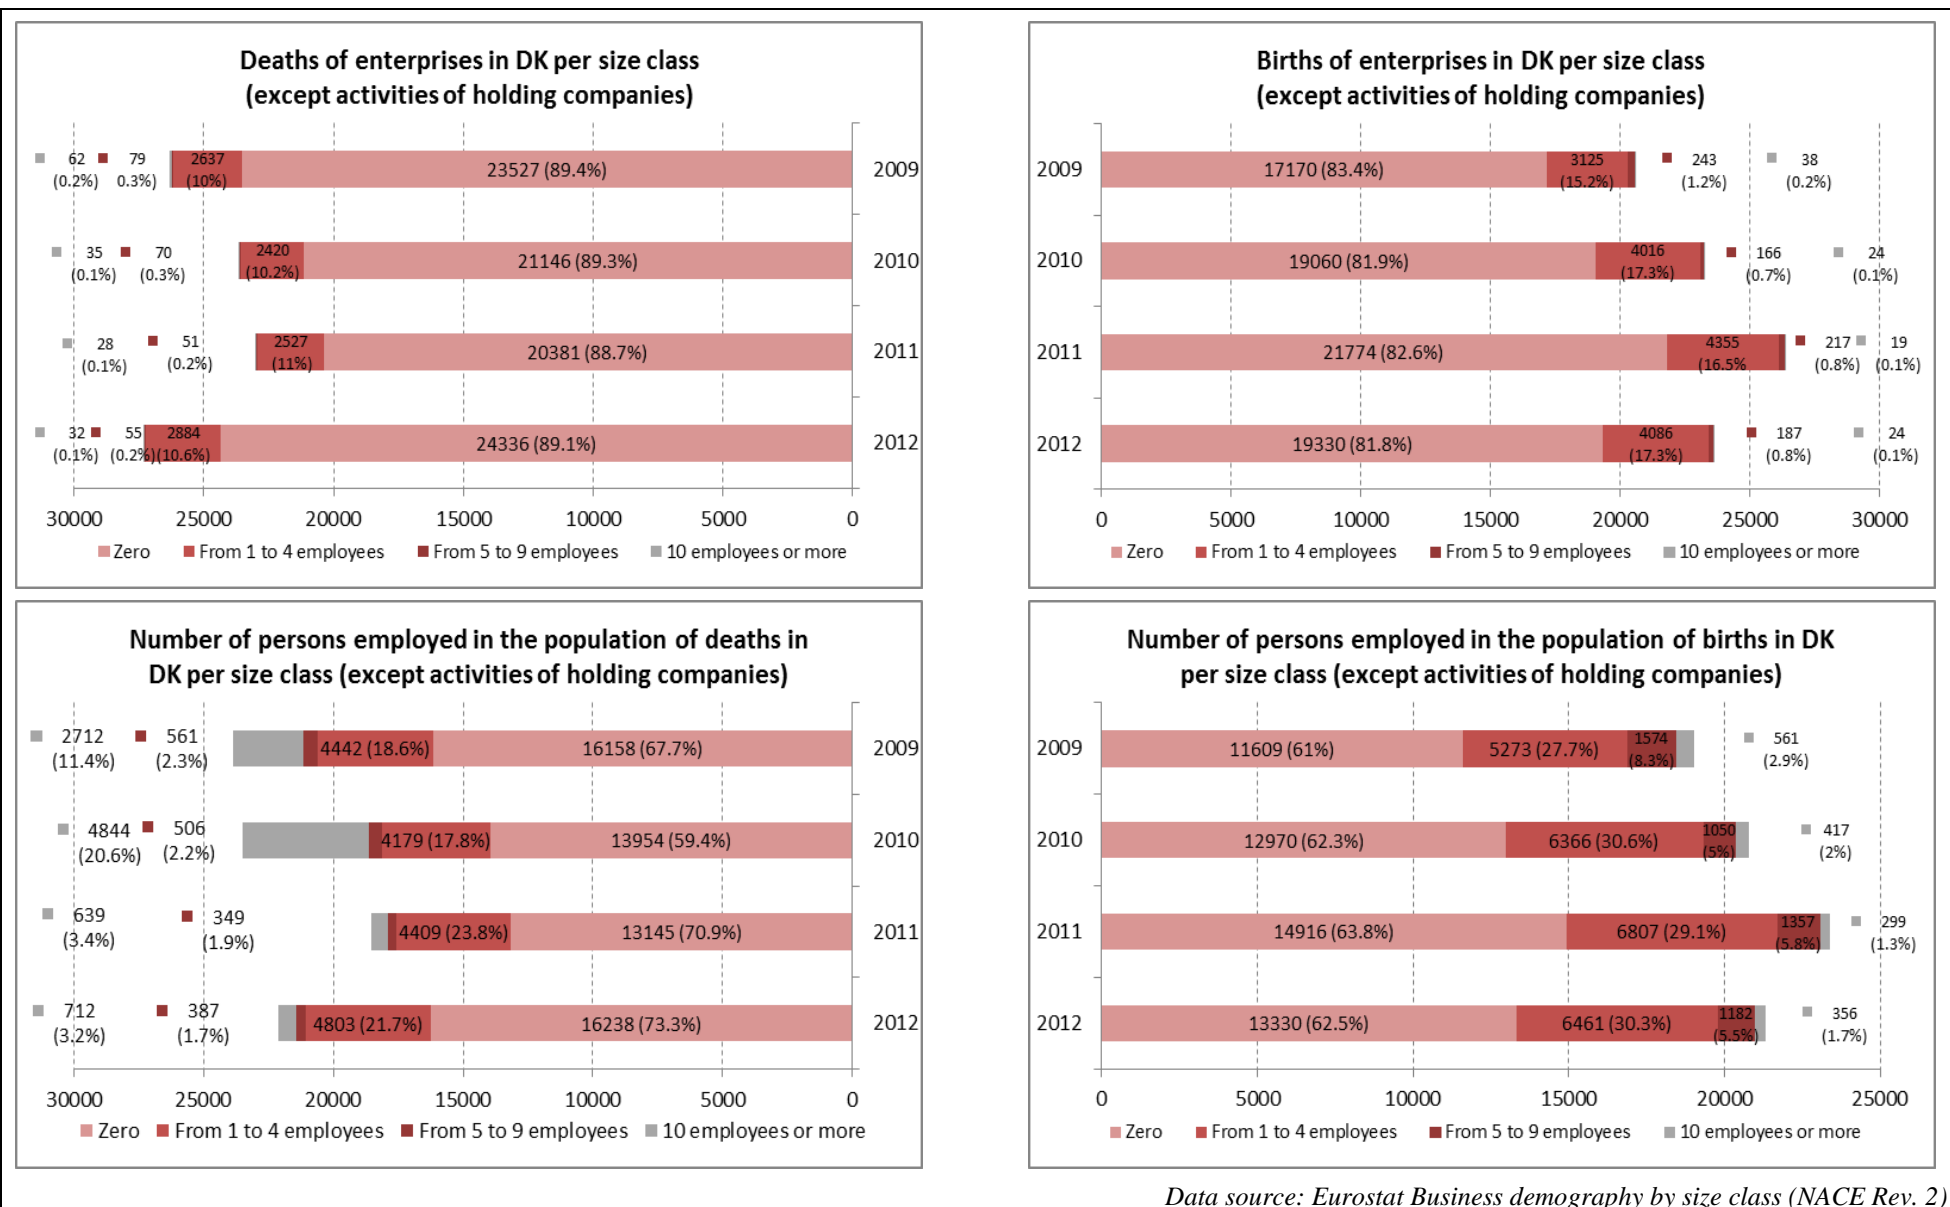 Deaths of enterprises in DK per size class
(except activities of holding companies)
62 79 2637 23527 (89.4%) 2009
(0.2%) 0.3%) (10%)
35 70 2420 21146 (89.3%) 2010
(0.1%) (0.3%) (10.2%)
28 51 2527 20381 (88.7%) 2011
(0.1%) (0.2%) (11%)
32 55 2884 24336 (89.1%) 2012
(0.1%) (0.2%) (10.6%)
30000 25000 20000 15000 10000 5000 0
Zero From 1 to 4 employees From 5 to 9 employees 10 employees or more
Births of enterprises in DK per size class
(except activities of holding companies)
2009 17170 (83.4%) 3125 243 38
(15.2%) (1.2%) (0.2%)
2010 19060 (81.9%) 4016 166 24
(17.3%) (0.7%) (0.1%)
2011 21774 (82.6%) 4355 217 19
(16.5% (0.8%) (0.1%)
2012 19330 (81.8%) 4086 187 24
(17.3%) (0.8%) (0.1%)
0 5000 10000 15000 20000 25000 30000
Zero From 1 to 4 employees From 5 to 9 employees 10 employees or more
Number of persons employed in the population of deaths in
DK per size class (except activities of holding companies)
2712 561 4442 (18.6%) 16158 (67.7%) 2009
(11.4%) (2.3%)
4844 506 4179 (17.8%) 13954 (59.4%) 2010
(20.6%) (2.2%)
639 349 4409 (23.8%) 13145 (70.9%) 2011
(3.4%) (1.9%)
712 387 4803 (21.7%) 16238 (73.3%) 2012
(3.2%) (1.7%)
30000 25000 20000 15000 10000 5000 0
Zero From 1 to 4 employees From 5 to 9 employees 10 employees or more
Number of persons employed in the population of births in DK
per size class (except activities of holding companies)
2009 11609 (61%) 5273 (27.7%) 1574 561
(8.3%) (2.9%)
2010 12970 (62.3%) 6366 (30.6%) 1050 417
(5%) (2%)
2011 14916 (63.8%) 6807 (29.1%) 1357 299
(5.8%) (1.3%)
2012 13330 (62.5%) 6461 (30.3%) 1182 356
(5.5%) (1.7%)
0 5000 10000 15000 20000 25000
Zero From 1 to 4 employees From 5 to 9 employees 10 employees or more
Data source: Eurostat Business demography by size class (NACE Rev. 2)